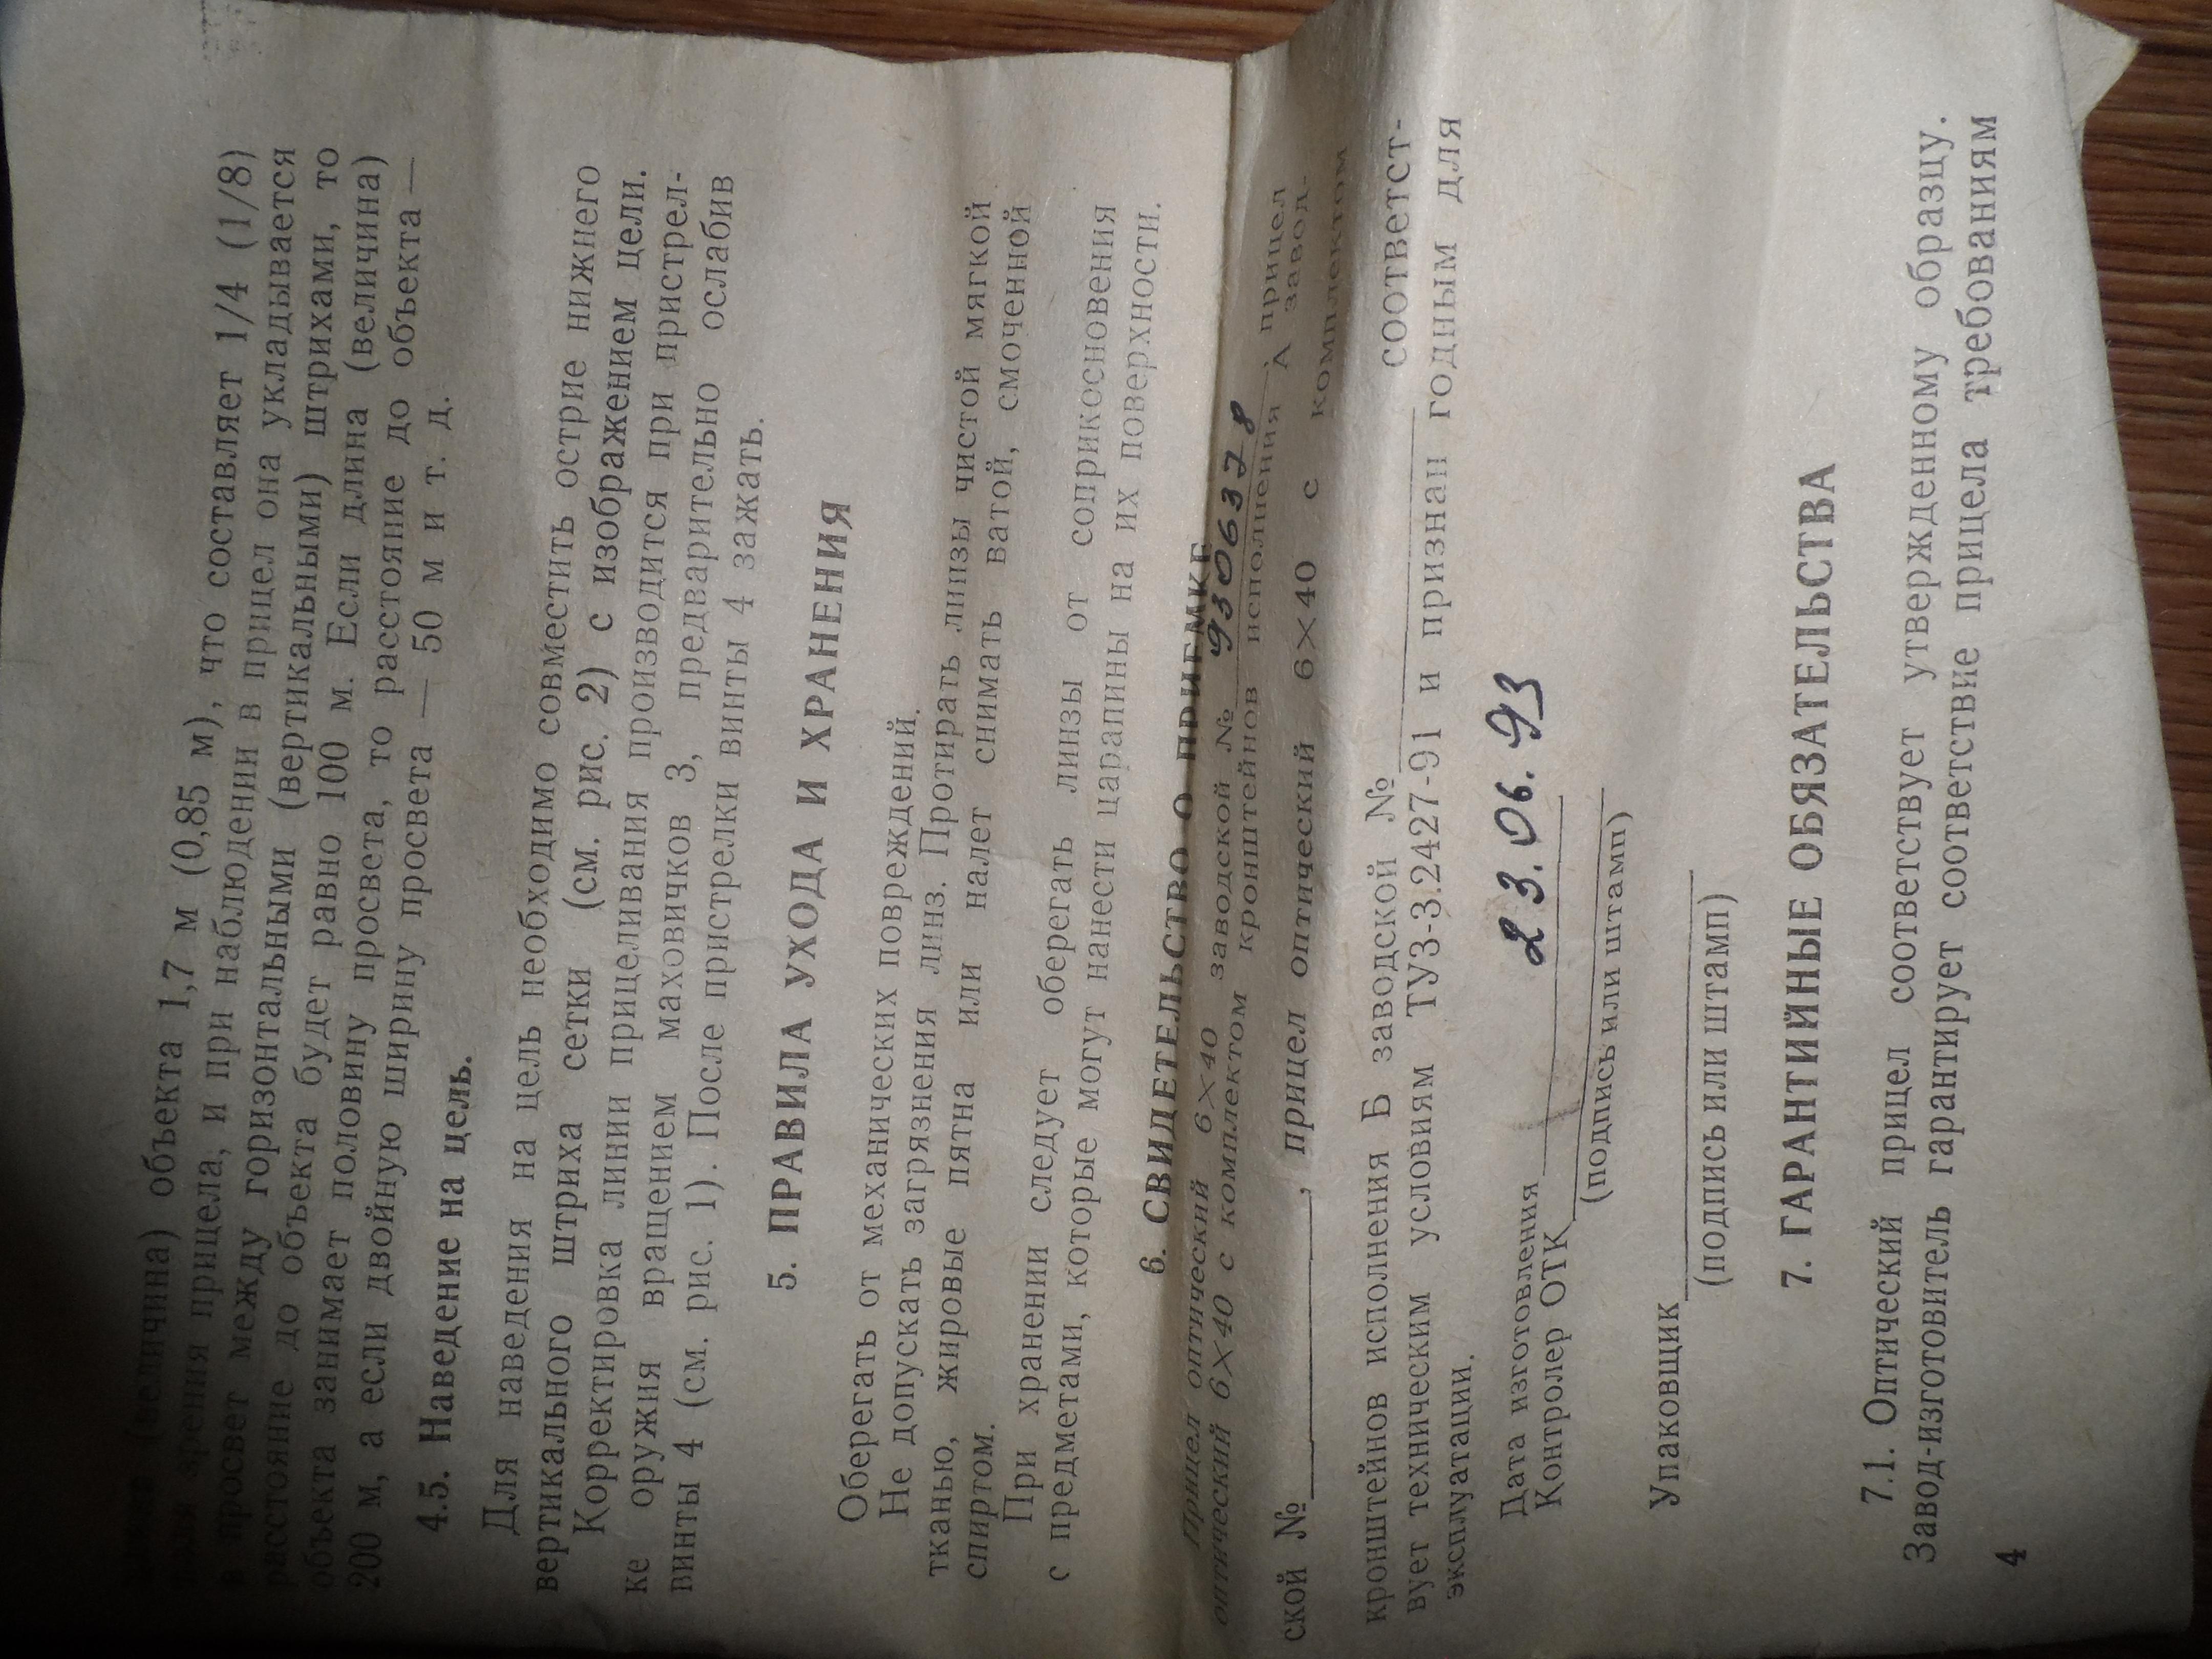 (величина) объекта 1,7 м (0,85 м), что составляет 1/4 (1/8)
зрения прицела, и при наблюдении в прицел она укладывается
в просвет между горизонтальными (вертикальными) штрихами, то
расстояние до объекта будет равно 100 м. Если длина (величина)
объекта занимает половину просвета, то расстояние до объекта —
200 м, а если двойную ширину просвета — 50 м и т. д.
4.5. Наведение на цель.
Для наведения на цель необходимо совместить острие нижнего
вертикального штриха сетки (см. рис. 2) с изображением цели.
Корректировка линии прицеливания производится при пристрел-
ке оружия вращением маховичков 3, предварительно ослабив
винты 4 (см. рис. 1). После пристрелки винты 4 зажать.
5. ПРАВИЛА УХОДА И ХРАНЕНИЯ
Оберегать от механических повреждений.
Не допускать загрязнения линз. Протирать линзы чистой мягкой
тканью, жировые пятна или налет снимать ватой, смоченной
спиртом.
При хранении следует оберегать линзы от соприкосновения
с предметами, которые могут нанести царапины на их поверхности.
6. СВИДЕТЕЛЬСТВО О ПРИЕМКЕ
Прицел оптический 6×40 заводской № 9306328, прицел
оптический 6×40 с комплектом кронштейнов исполнения А завод-
ской № , прицел оптический 6×40 с комплектом
кронштейнов исполнения Б заводской № соответст-
вует техническим условиям ТУ3-3.2427-91 и признан годным для
эксплуатации.
Дата изготовления 23.06.93
Контролер ОТК
(подпись или штамп)
Упаковщик
(подпись или штамп)
7. ГАРАНТИЙНЫЕ ОБЯЗАТЕЛЬСТВА
7.1. Оптический прицел соответствует утвержденному образцу.
Завод-изготовитель гарантирует соответствие прицела требованиям
4